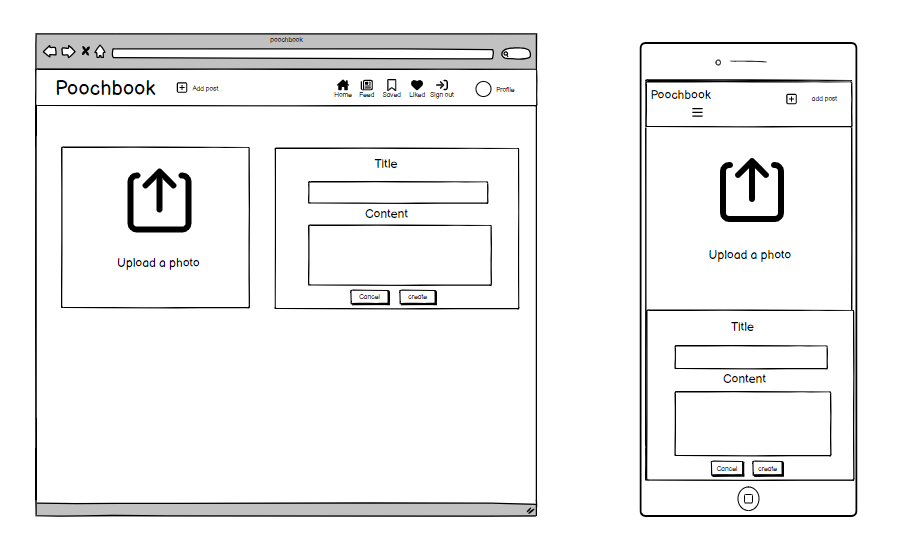 poochbook
Poochbook
Add post
Home Feed Saved Liked Sign out
Profile
Upload a photo
Title
Content
Cancel create
Poochbook
add post
Upload a photo
Title
Content
Cancel create